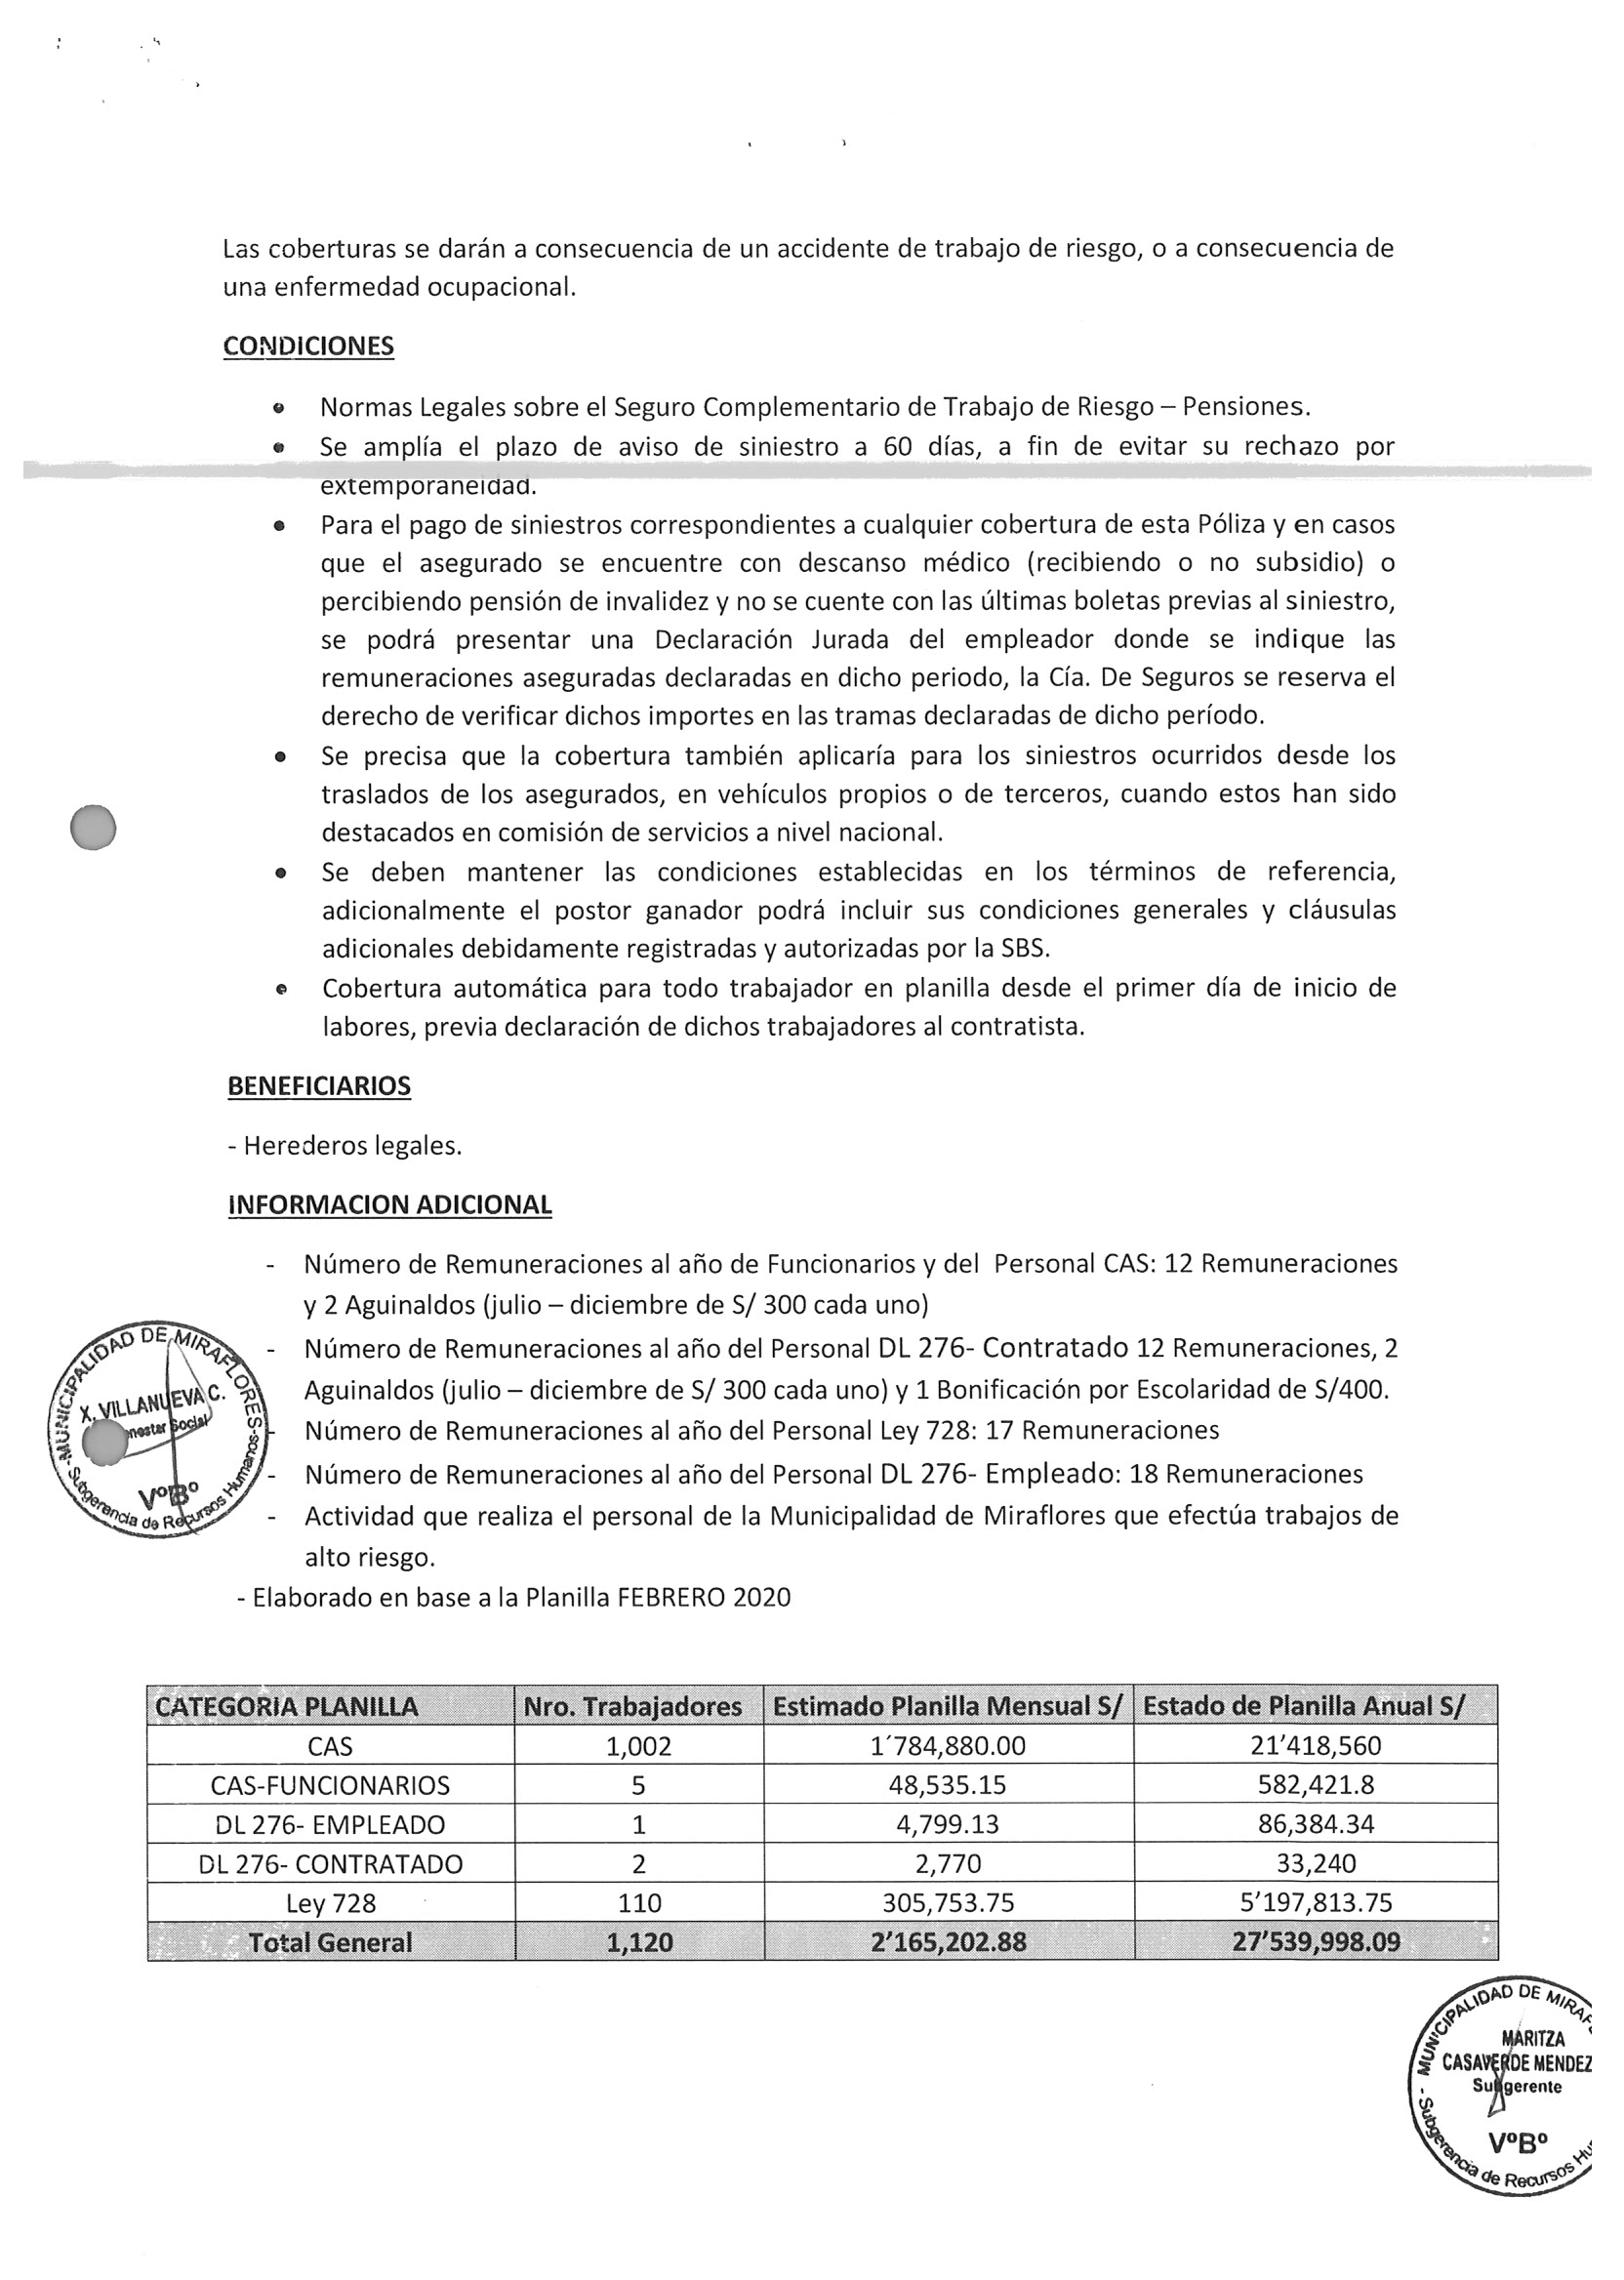 Las coberturas se darán a consecuencia de un accidente de trabajo de riesgo, o a consecuencia de
una enfermedad ocupacional.
CONDICIONES
• Normas Legales sobre el Seguro Complementario de Trabajo de Riesgo – Pensiones.
• Se amplía el plazo de aviso de siniestro a 60 días, a fin de evitar su rechazo por
extemporaneidad.
• Para el pago de siniestros correspondientes a cualquier cobertura de esta Póliza y en casos
que el asegurado se encuentre con descanso médico (recibiendo o no subsidio) o
percibiendo pensión de invalidez y no se cuente con las últimas boletas previas al siniestro,
se podrá presentar una Declaración Jurada del empleador donde se indique las
remuneraciones aseguradas declaradas en dicho periodo, la Cía. De Seguros se reserva el
derecho de verificar dichos importes en las tramas declaradas de dicho período.
• Se precisa que la cobertura también aplicaría para los siniestros ocurridos desde los
traslados de los asegurados, en vehículos propios o de terceros, cuando estos han sido
destacados en comisión de servicios a nivel nacional.
• Se deben mantener las condiciones establecidas en los términos de referencia,
adicionalmente el postor ganador podrá incluir sus condiciones generales y cláusulas
adicionales debidamente registradas y autorizadas por la SBS.
• Cobertura automática para todo trabajador en planilla desde el primer día de inicio de
labores, previa declaración de dichos trabajadores al contratista.
BENEFICIARIOS
- Herederos legales.
INFORMACION ADICIONAL
- Número de Remuneraciones al año de Funcionarios y del Personal CAS: 12 Remuneraciones
y 2 Aguinaldos (julio – diciembre de S/ 300 cada uno)
- Número de Remuneraciones al año del Personal DL 276- Contratado 12 Remuneraciones, 2
Aguinaldos (julio – diciembre de S/ 300 cada uno) y 1 Bonificación por Escolaridad de S/400.
- Número de Remuneraciones al año del Personal Ley 728: 17 Remuneraciones
- Número de Remuneraciones al año del Personal DL 276- Empleado: 18 Remuneraciones
- Actividad que realiza el personal de la Municipalidad de Miraflores que efectúa trabajos de
alto riesgo.
- Elaborado en base a la Planilla FEBRERO 2020
MUNICIPALIDAD DE MIRAFLORES
X. VILLANUEVA C.
Social
VºBº
Subgerencia de Recursos Humanos
CATEGORIA PLANILLA Nro. Trabajadores Estimado Planilla Mensual S/ Estado de Planilla Anual S/
CAS 1,002 1´784,880.00 21’418,560
CAS-FUNCIONARIOS 5 48,535.15 582,421.8
DL 276- EMPLEADO 1 4,799.13 86,384.34
DL 276- CONTRATADO 2 2,770 33,240
Ley 728 110 305,753.75 5’197,813.75
Total General 1,120 2’165,202.88 27’539,998.09
MUNICIPALIDAD DE
MARITZA
CASAVERDE MENDEZ
Subgerente
VºBº
Subgerencia de Recursos